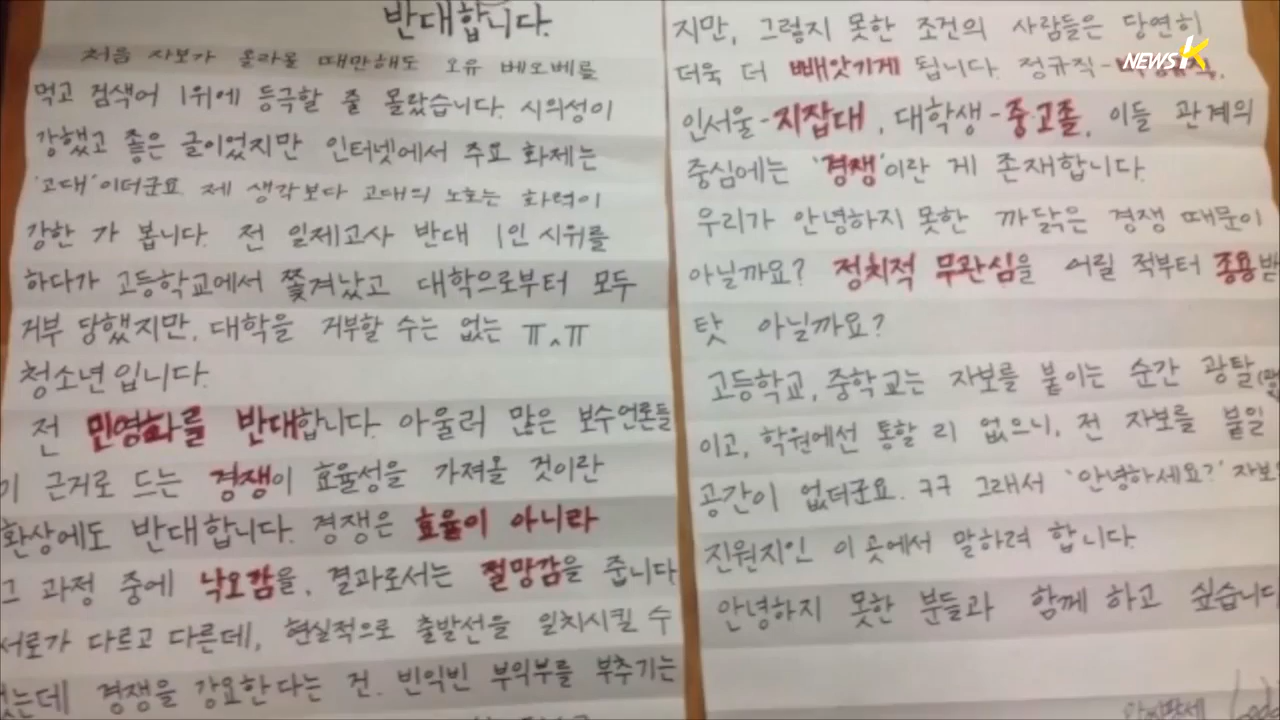 반대합니다.
처음 자보가 올라올 때만해도 오유 베오베를
먹고 검색어 1위에 등극할 줄 몰랐습니다. 시의성이
강했고 좋은 글이었지만 인터넷에서 주요 화제는
'고대'이더군요. 제 생각보다 고대의 노호는 화력이
강한 가 봅니다. 전 일제고사 반대 1인 시위를
하다가 고등학교에서 쫓겨났고 대학으로부터 모두
거부 당했지만, 대학을 거부할 수는 없는 ㅠ^ㅠ
청소년입니다.
전 민영화를 반대합니다. 아울러 많은 보수언론들
이 근거로 드는 경쟁이 효율성을 가져올 것이란
환상에도 반대합니다. 경쟁은 효율이 아니라
그 과정 중에 낙오감을, 결과로서는 절망감을 줍니다
서로가 다르고 다른데, 현실적으로 출발선을 일치시킬 수
없는데 경쟁을 강요한다는 건. 빈익빈 부익부를 부추기는
지만, 그렇지 못한 조건의 사람들은 당연히
더욱 더 빼앗기게 됩니다. 정규직-
인서울-지잡대, 대학생-중고졸, 이들 관계의
중심에는 '경쟁'이란 게 존재합니다.
우리가 안녕하지 못한 까닭은 경쟁 때문이
아닐까요? 정치적 무관심을 어릴 적부터 종용받
탓 아닐까요?
고등학교, 중학교는 자보를 붙이는 순간 광탈
이고, 학원에선 통할 리 없으니, 전 자보를 붙일
공간이 없더군요. ㅋㅋ 그래서 '안녕하세요?' 자보
진원지인 이 곳에서 말하려 합니다.
안녕하지 못한 분들과 함께 하고 싶습니다
NEWS K